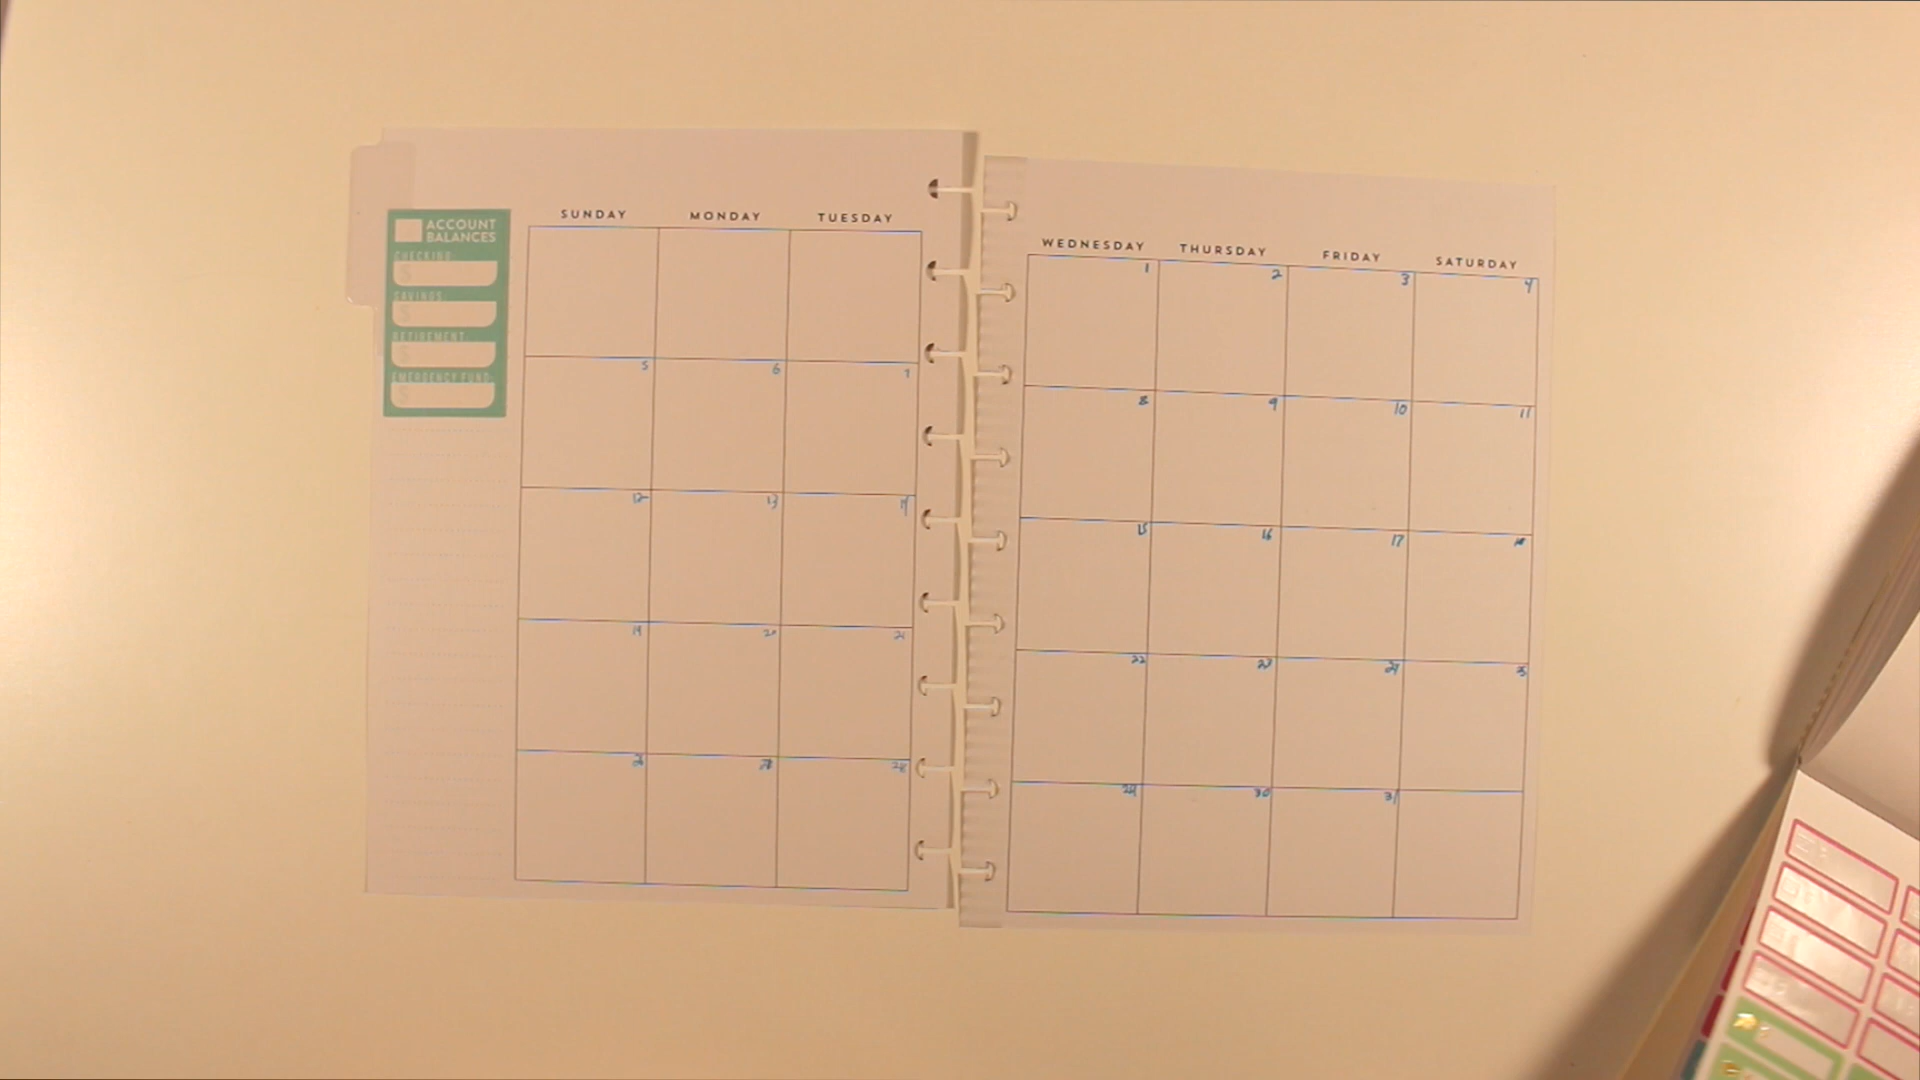 ACCOUNT
BALANCES
CHECKING:
SAVINGS:
RETIREMENT:
EMERGENCY FUND:
SUNDAY MONDAY TUESDAY
WEDNESDAY THURSDAY FRIDAY SATURDAY
1 2 3 4
5 6 7
8 9 10 11
12 13 14
15 16 17 18
19 20 21
22 23 24 25
26 27 28
29 30 31